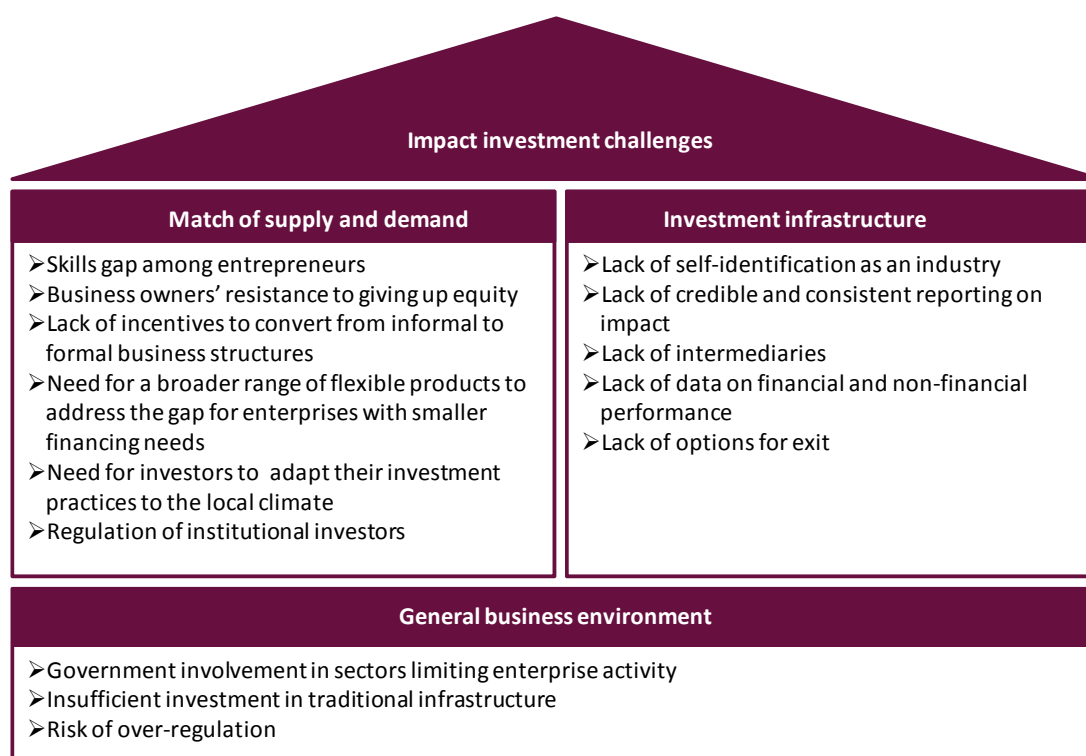 Impact investment challenges
Match of supply and demand
➢Skills gap among entrepreneurs
➢Business owners’ resistance to giving up equity
➢Lack of incentives to convert from informal to
formal business structures
➢Need for a broader range of flexible products to
address the gap for enterprises with smaller
financing needs
➢Need for investors to adapt their investment
practices to the local climate
➢Regulation of institutional investors
Investment infrastructure
➢Lack of self-identification as an industry
➢Lack of credible and consistent reporting on
impact
➢Lack of intermediaries
➢Lack of data on financial and non-financial
performance
➢Lack of options for exit
General business environment
➢Government involvement in sectors limiting enterprise activity
➢Insufficient investment in traditional infrastructure
➢Risk of over-regulation